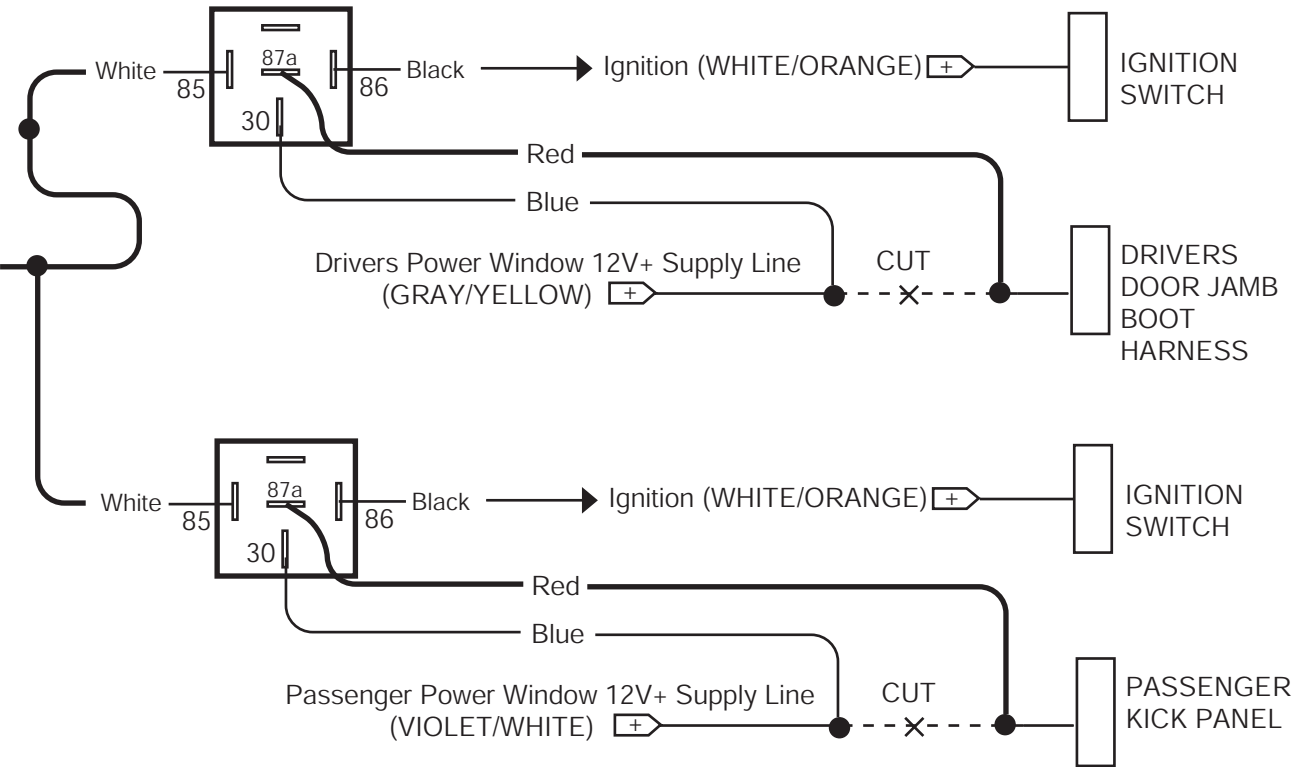 87a
White
85
86
Black
Ignition (WHITE/ORANGE) +
IGNITION
SWITCH
30
Red
Blue
Drivers Power Window 12V+ Supply Line
(GRAY/YELLOW) +
CUT
DRIVERS
DOOR JAMB
BOOT
HARNESS
87a
White
85
86
Black
Ignition (WHITE/ORANGE) +
IGNITION
SWITCH
30
Red
Blue
Passenger Power Window 12V+ Supply Line
(VIOLET/WHITE) +
CUT
PASSENGER
KICK PANEL